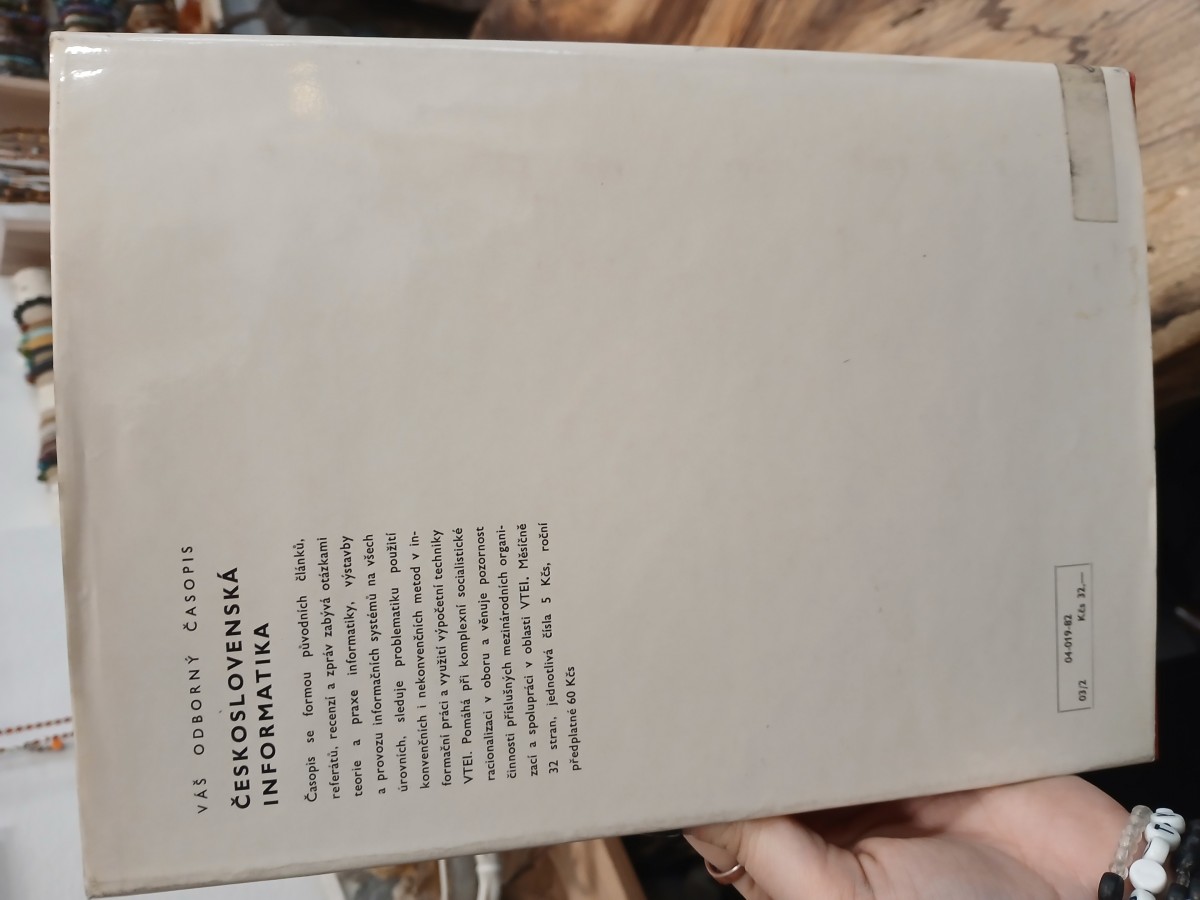 VÁŠ ODBORNÝ ČASOPIS
ČESKOSLOVENSKÁ
INFORMATIKA
Časopis se formou původních článků,
referátů, recenzí a zpráv zabývá otázkami
teorie a praxe informatiky, výstavby
a provozu informačních systémů na všech
úrovních, sleduje problematiku použití
konvenčních i nekonvenčních metod v in-
formační práci a využití výpočetní techniky
VTEI. Pomáhá při komplexní socialistické
racionalizaci v oboru a věnuje pozornost
činnosti příslušných mezinárodních organi-
zací a spolupráci v oblasti VTEI. Měsíčně
32 stran, jednotlivá čísla 5 Kčs, roční
předplatné 60 Kčs
04-019-82
03/2 Kčs 32,—